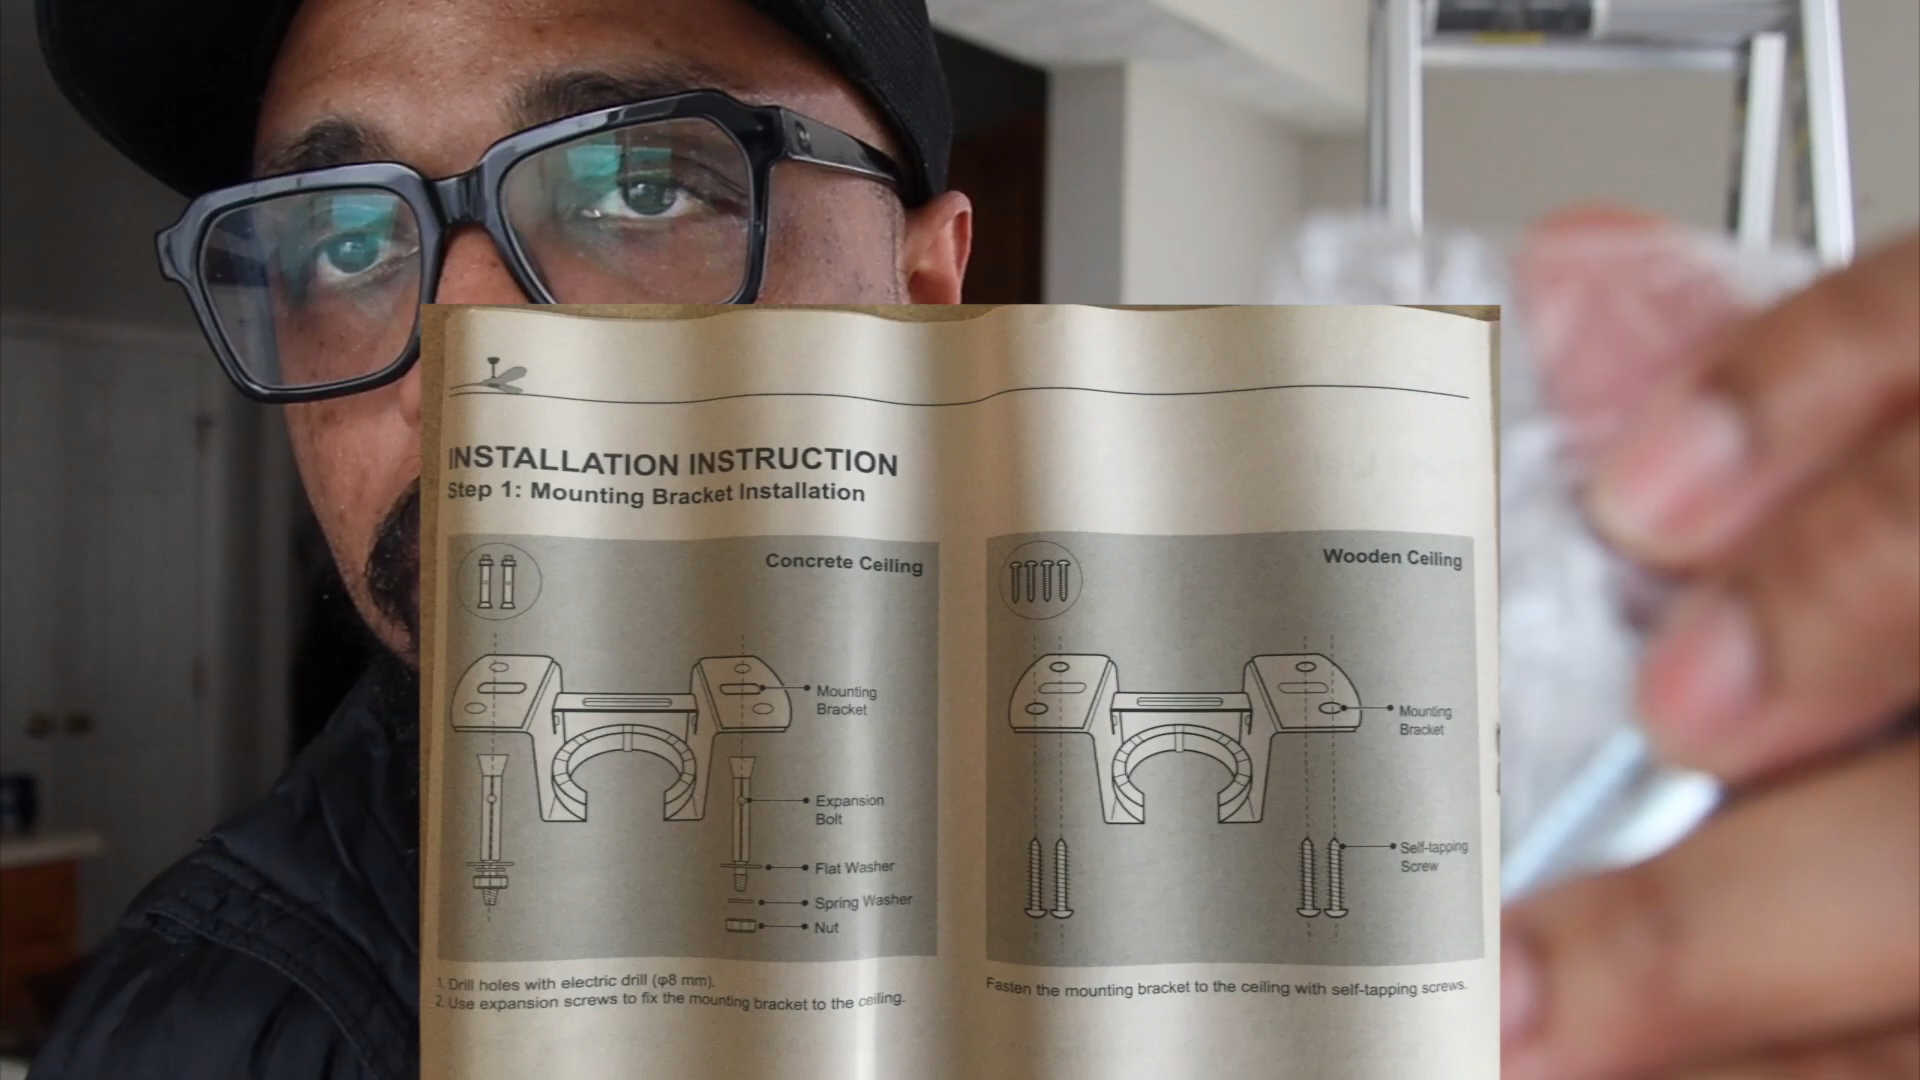 INSTALLATION INSTRUCTION
Step 1: Mounting Bracket Installation
Concrete Ceiling
Mounting
Bracket
Expansion
Bolt
Flat Washer
Spring Washer
Nut
1. Drill holes with electric drill (φ8 mm).
2. Use expansion screws to fix the mounting bracket to the ceiling.
Wooden Ceiling
Mounting
Bracket
Self-tapping
Screw
Fasten the mounting bracket to the ceiling with self-tapping screws.